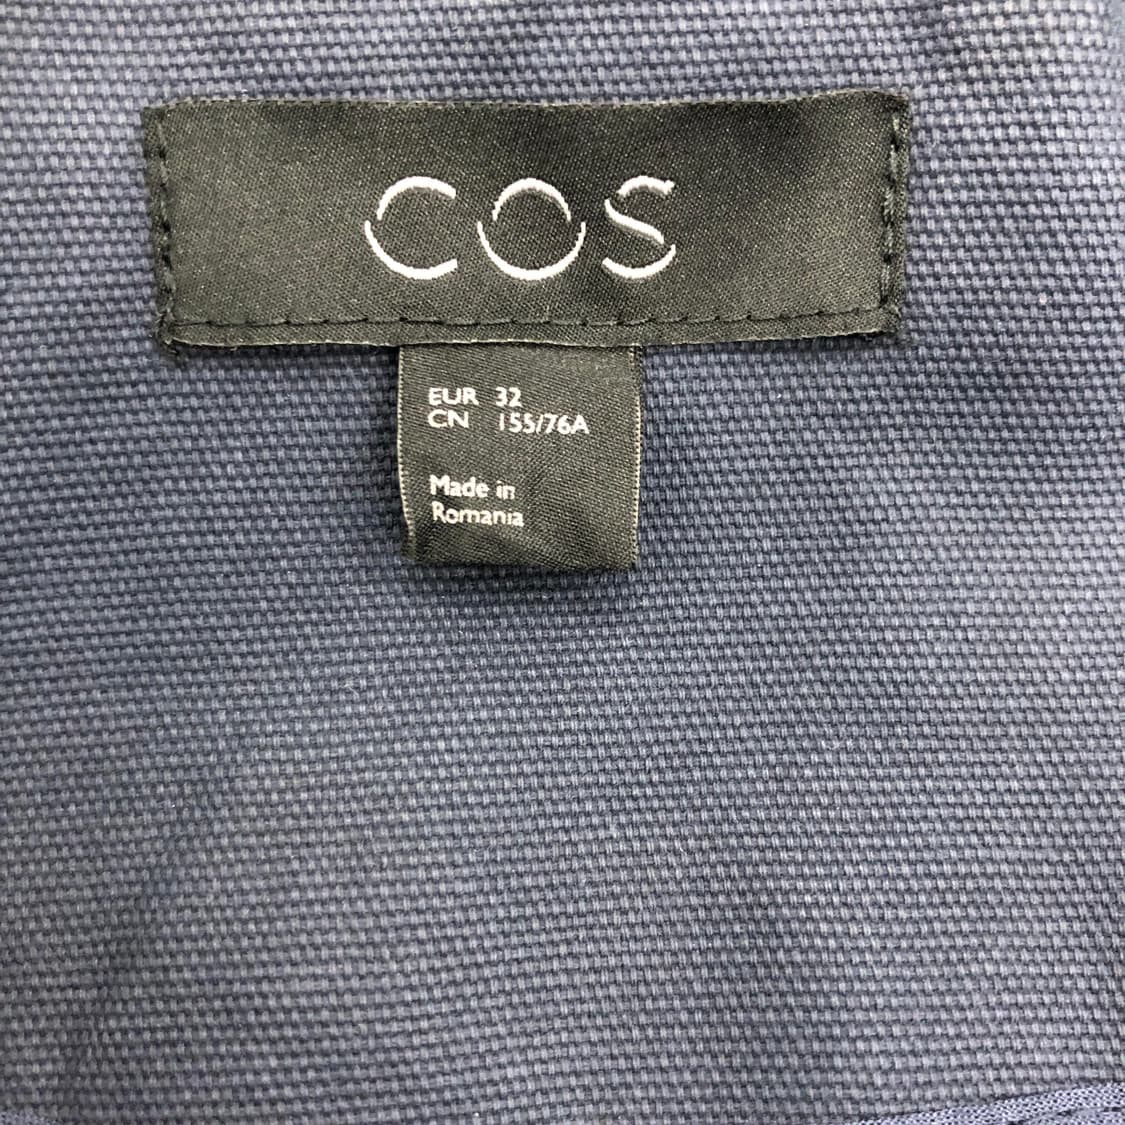 COS
EUR 32
CN 155/76A
Made in
Romania